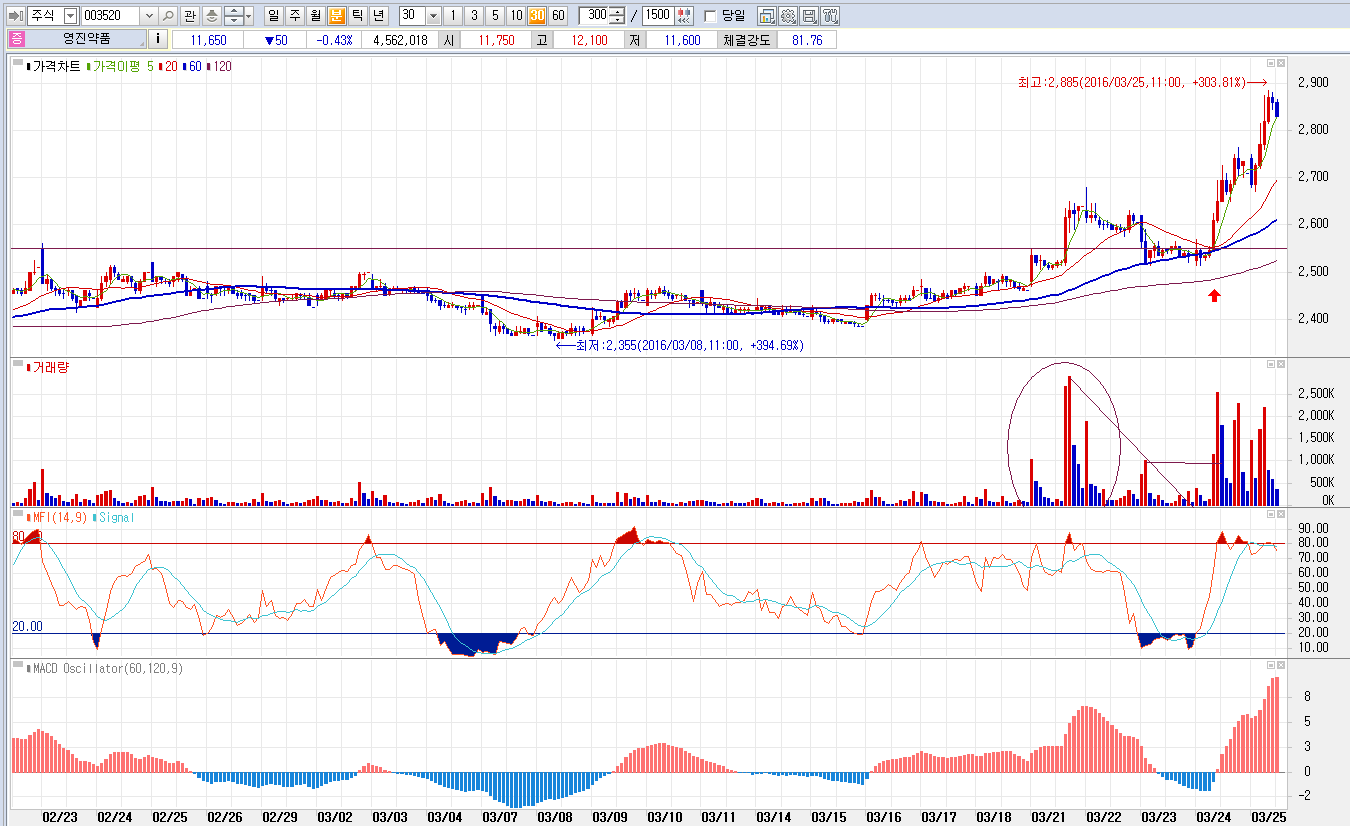 주식 003520 관 일 주 월 분 틱 년 30 1 3 5 10 30 60 300 / 1500 당일
증 영진약품 i 11,650 ▼50 -0.43% 4,562,018 시 11,750 고 12,100 저 11,600 체결강도 81.76
가격차트 가격이평 5 20 60 120
최고:2,885(2016/03/25,11:00, +303.81%)→
2,900
2,800
2,700
2,600
2,500
2,400
←최저:2,355(2016/03/08,11:00, +394.69%)
거래량
2,500K
2,000K
1,500K
1,000K
500K
0K
MFI(14,9) Signal
80
20.00
90.00
80.00
70.00
60.00
50.00
40.00
30.00
20.00
10.00
MACD Oscillator(60,120,9)
8
5
3
0
-2
02/23 02/24 02/25 02/26 02/29 03/02 03/03 03/04 03/07 03/08 03/09 03/10 03/11 03/14 03/15 03/16 03/17 03/18 03/21 03/22 03/23 03/24 03/25